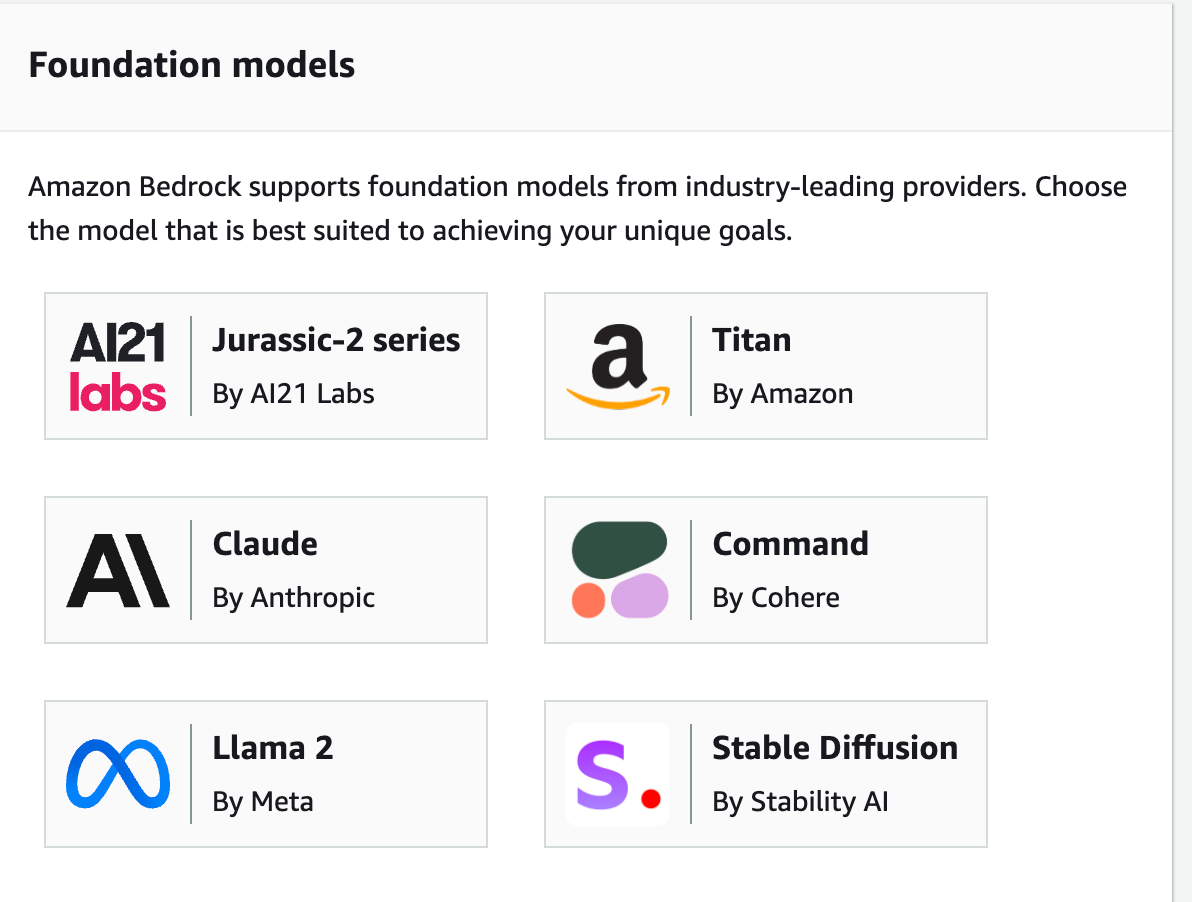 Foundation models
Amazon Bedrock supports foundation models from industry-leading providers. Choose
the model that is best suited to achieving your unique goals.
AI21
labs
Jurassic-2 series
By AI21 Labs
a
Titan
By Amazon
A\
Claude
By Anthropic
Command
By Cohere
Llama 2
By Meta
S.
Stable Diffusion
By Stability AI